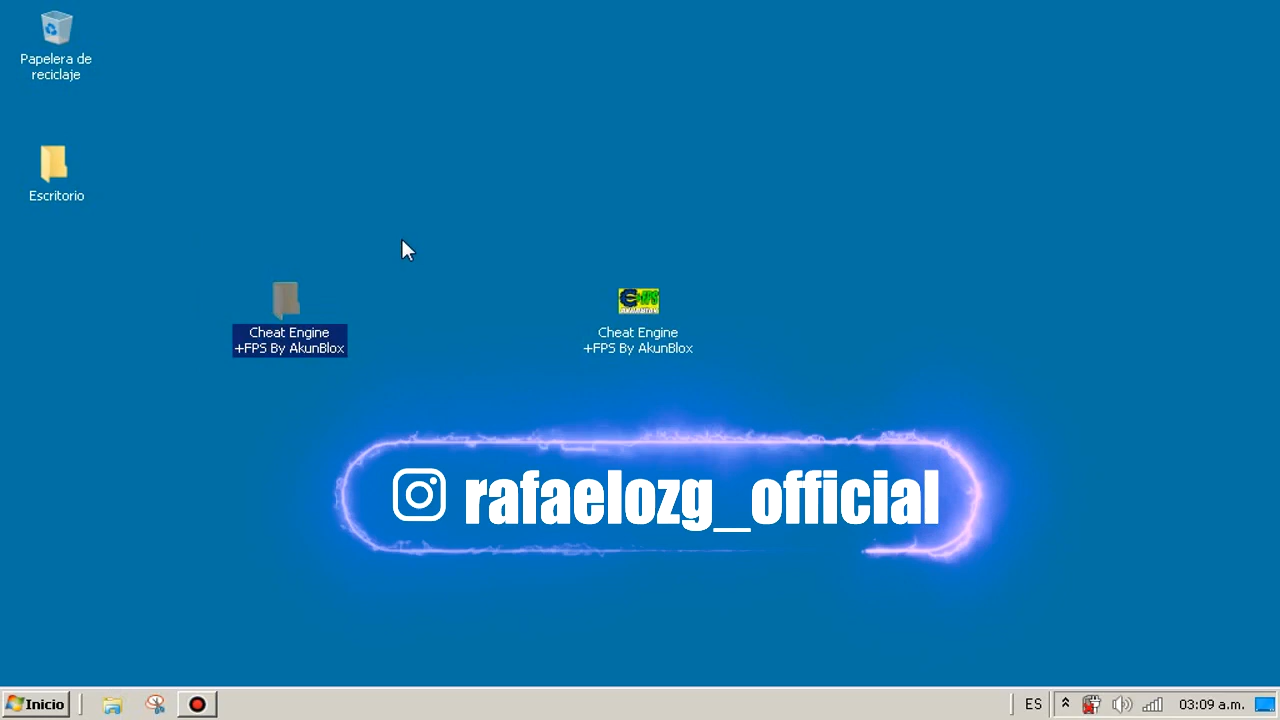 Papelera de
reciclaje
Escritorio
Cheat Engine
+FPS By AkunBlox
Cheat Engine
+FPS By AkunBlox
rafaelozg_official
Inicio
ES
03:09 a.m.